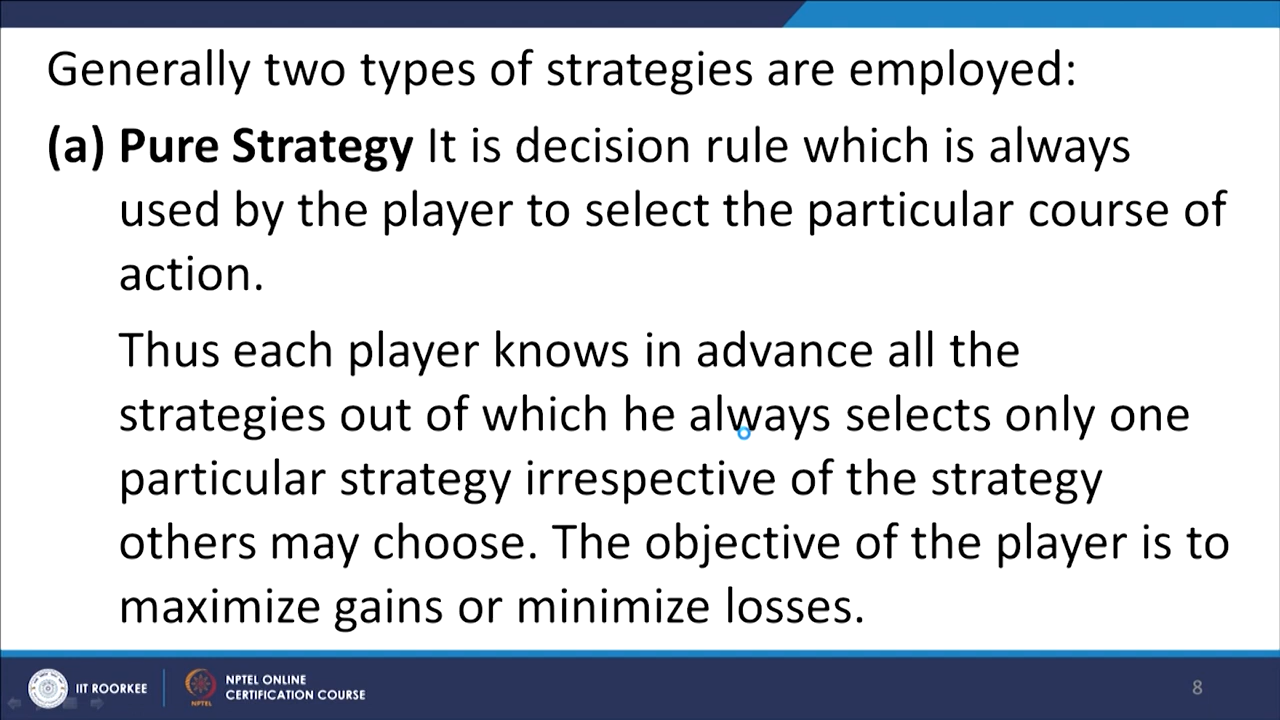 Generally two types of strategies are employed:
(a) Pure Strategy It is decision rule which is always
used by the player to select the particular course of
action.
Thus each player knows in advance all the
strategies out of which he always selects only one
particular strategy irrespective of the strategy
others may choose. The objective of the player is to
maximize gains or minimize losses.
IIT ROORKEE
NPTEL
NPTEL ONLINE
CERTIFICATION COURSE
8